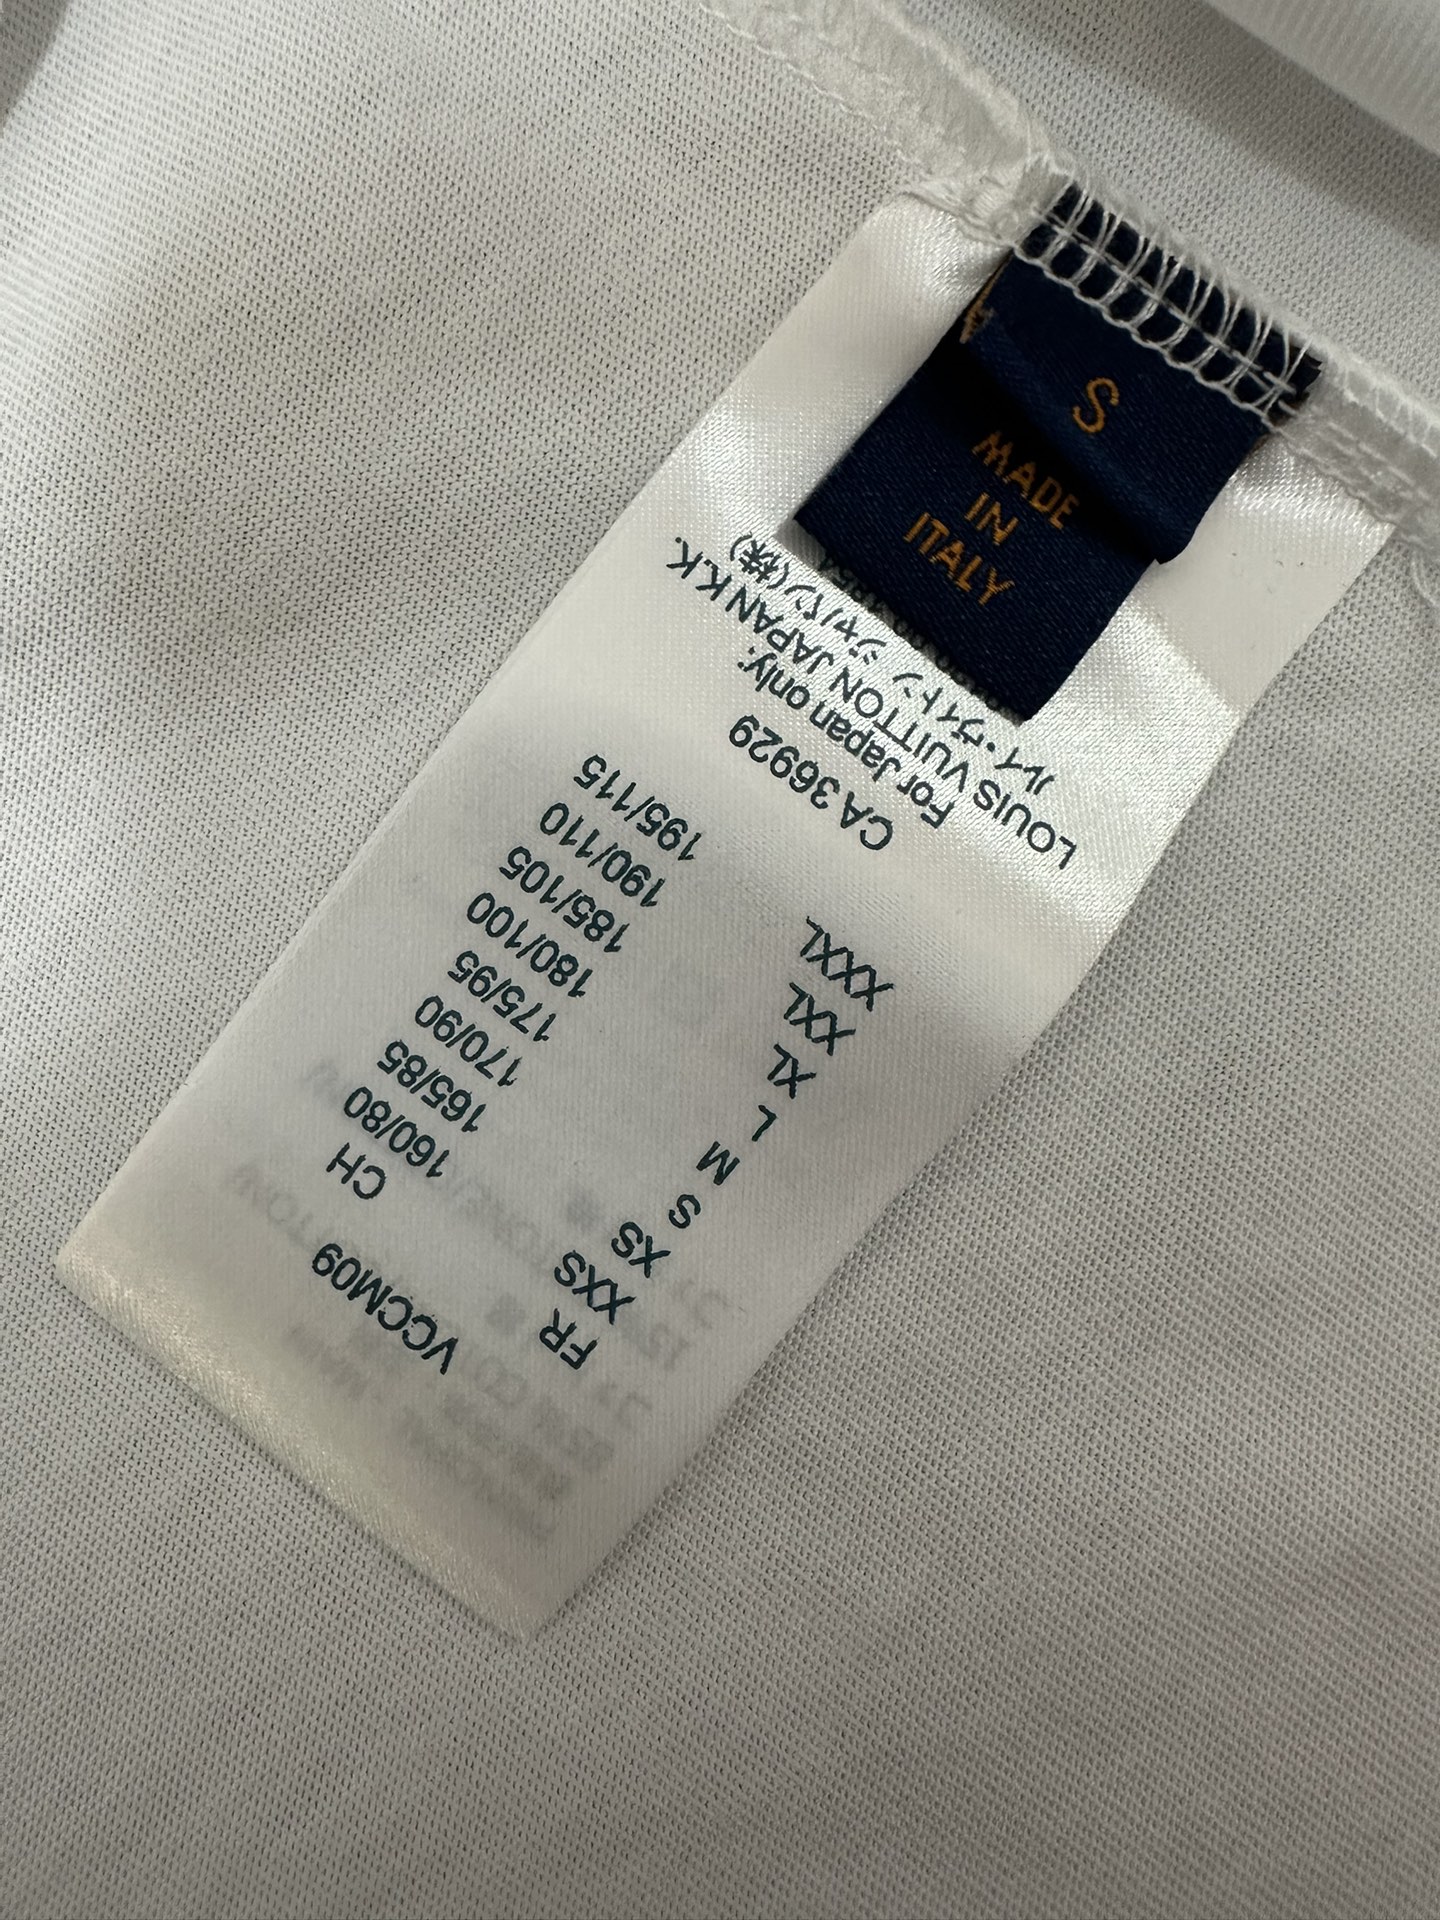 S
MADE
IN
ITALY
VCCM09
FR CH
XXS 160/80
XS 165/85
S 170/90
M 175/95
L 180/100
XL 185/105
XXL 190/110
XXXL 195/115
CA 36929
For Japan only:
LOUIS VUITTON JAPAN K.K.
ルイ・ヴィトン ジャパン(株)